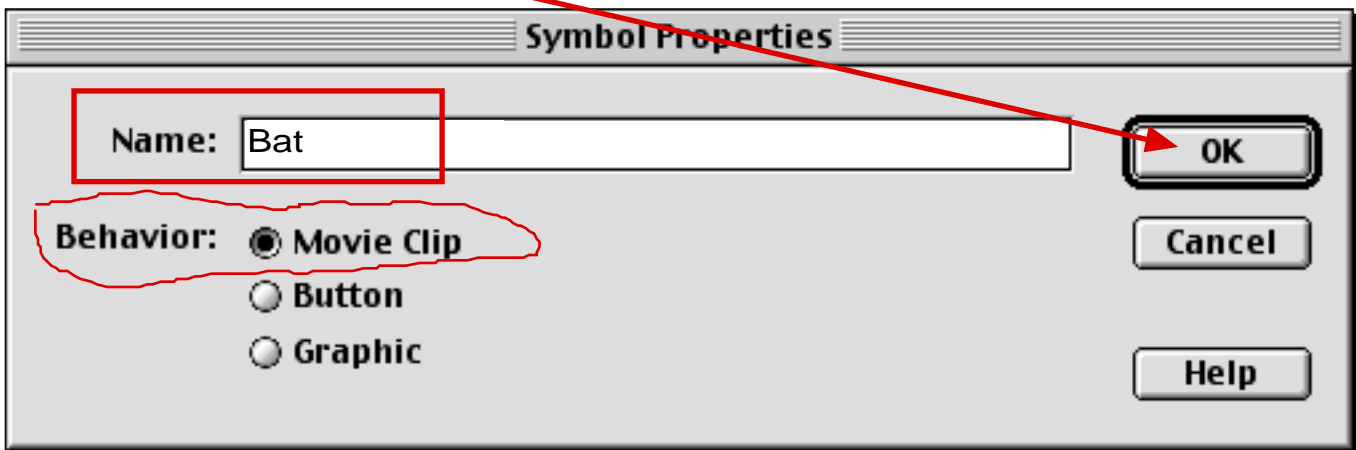 Symbol Properties
Name: Bat
OK
Behavior: Movie Clip
Cancel
Button
Graphic
Help